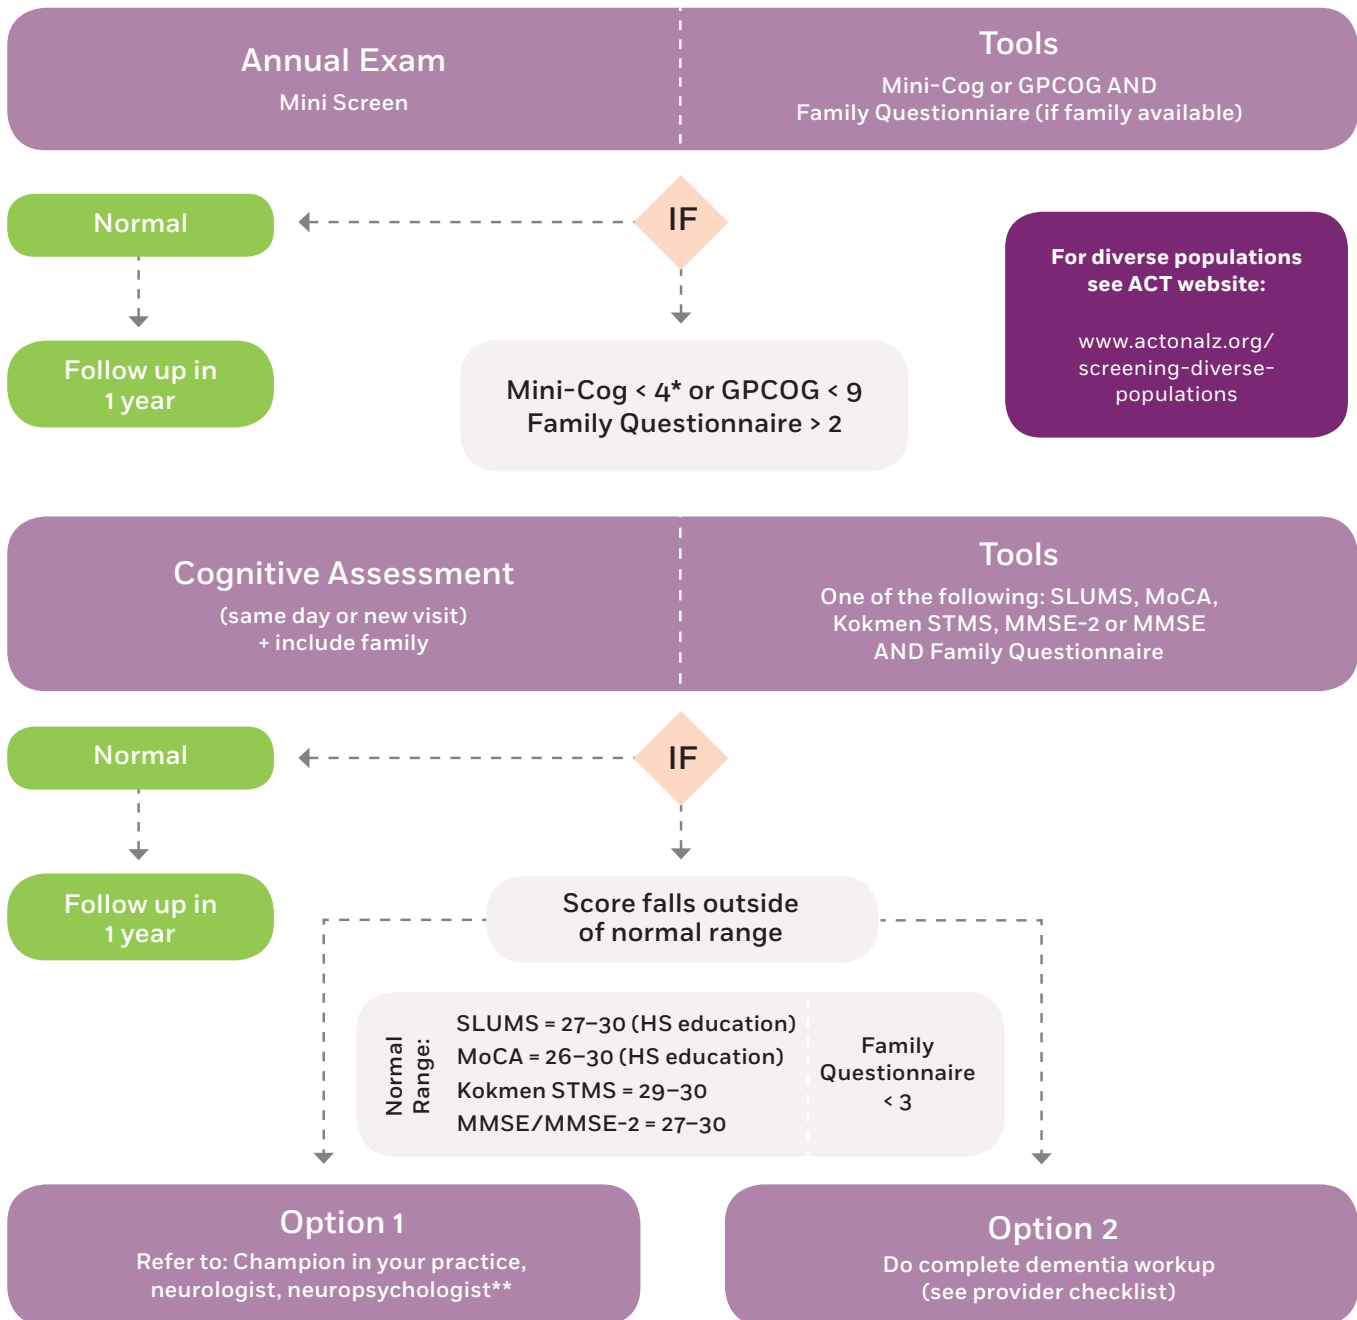 Annual Exam
Mini Screen
Tools
Mini-Cog or GPCOG AND
Family Questionniare (if family available)
IF
Normal
Follow up in
1 year
Mini-Cog < 4* or GPCOG < 9
Family Questionnaire > 2
For diverse populations
see ACT website:
www.actonalz.org/
screening-diverse-
populations
Cognitive Assessment
(same day or new visit)
+ include family
Tools
One of the following: SLUMS, MoCA,
Kokmen STMS, MMSE-2 or MMSE
AND Family Questionnaire
IF
Normal
Follow up in
1 year
Score falls outside
of normal range
Normal
Range:
SLUMS = 27–30 (HS education)
MoCA = 26–30 (HS education)
Kokmen STMS = 29–30
MMSE/MMSE-2 = 27–30
Family
Questionnaire
< 3
Option 1
Refer to: Champion in your practice,
neurologist, neuropsychologist**
Option 2
Do complete dementia workup
(see provider checklist)